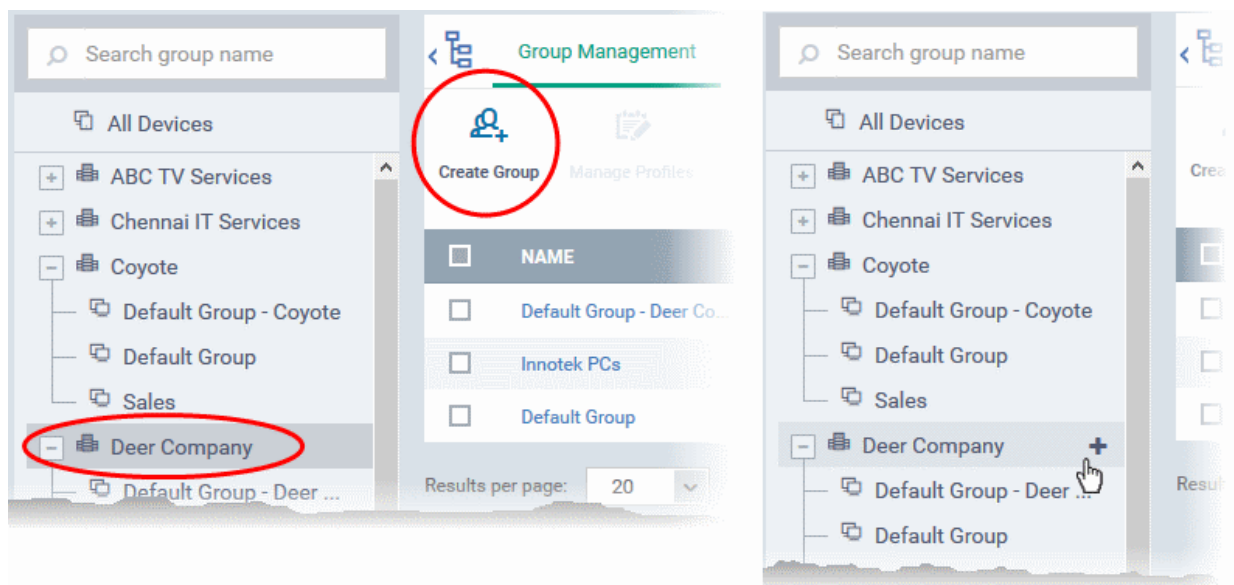 Search group name
All Devices
ABC TV Services
Chennai IT Services
Coyote
Default Group - Coyote
Default Group
Sales
Deer Company
Default Group - Deer ...
Group Management
Create Group
Manage Profiles
NAME
Default Group - Deer Co...
Innotek PCs
Default Group
Results per page: 20
Search group name
All Devices
ABC TV Services
Chennai IT Services
Coyote
Default Group - Coyote
Default Group
Sales
Deer Company
Default Group - Deer ...
Default Group
Crea
Resul